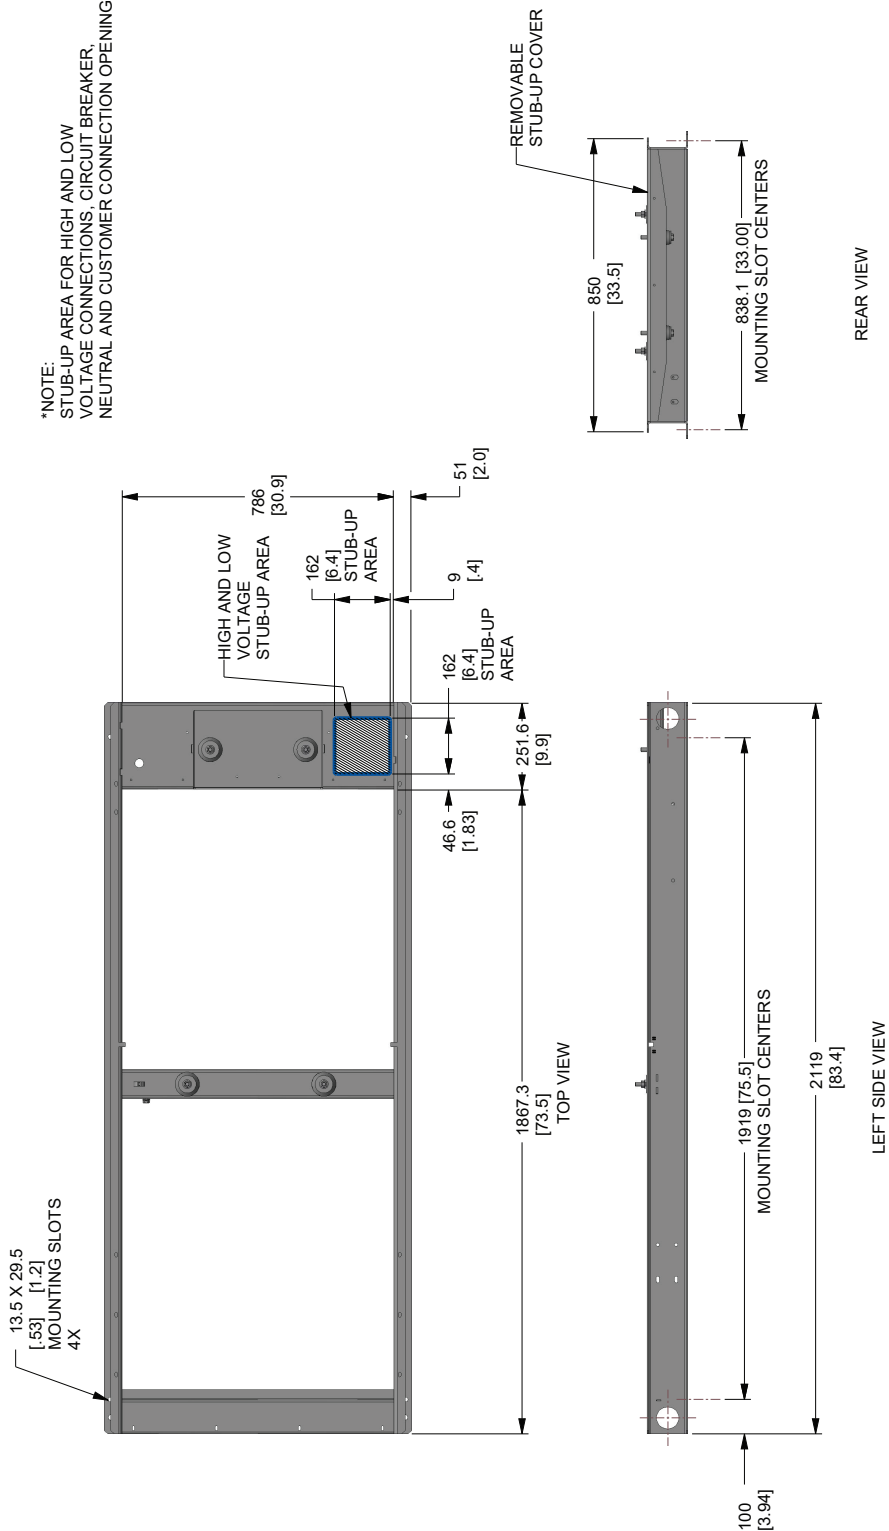 *NOTE:
STUB-UP AREA FOR HIGH AND LOW
VOLTAGE CONNECTIONS, CIRCUIT BREAKER,
NEUTRAL AND CUSTOMER CONNECTION OPENING
13.5 X 29.5
[.53] [1.2]
MOUNTING SLOTS
4X
HIGH AND LOW
VOLTAGE
STUB-UP AREA
786
[30.9]
162
[6.4]
STUB-UP
AREA
51
[2.0]
9
[.4]
162
[6.4]
STUB-UP
AREA
46.6
[1.83]
251.6
[9.9]
1867.3
[73.5]
TOP VIEW
REMOVABLE
STUB-UP COVER
850
[33.5]
838.1 [33.00]
MOUNTING SLOT CENTERS
REAR VIEW
100
[3.94]
1919 [75.5]
MOUNTING SLOT CENTERS
2119
[83.4]
LEFT SIDE VIEW